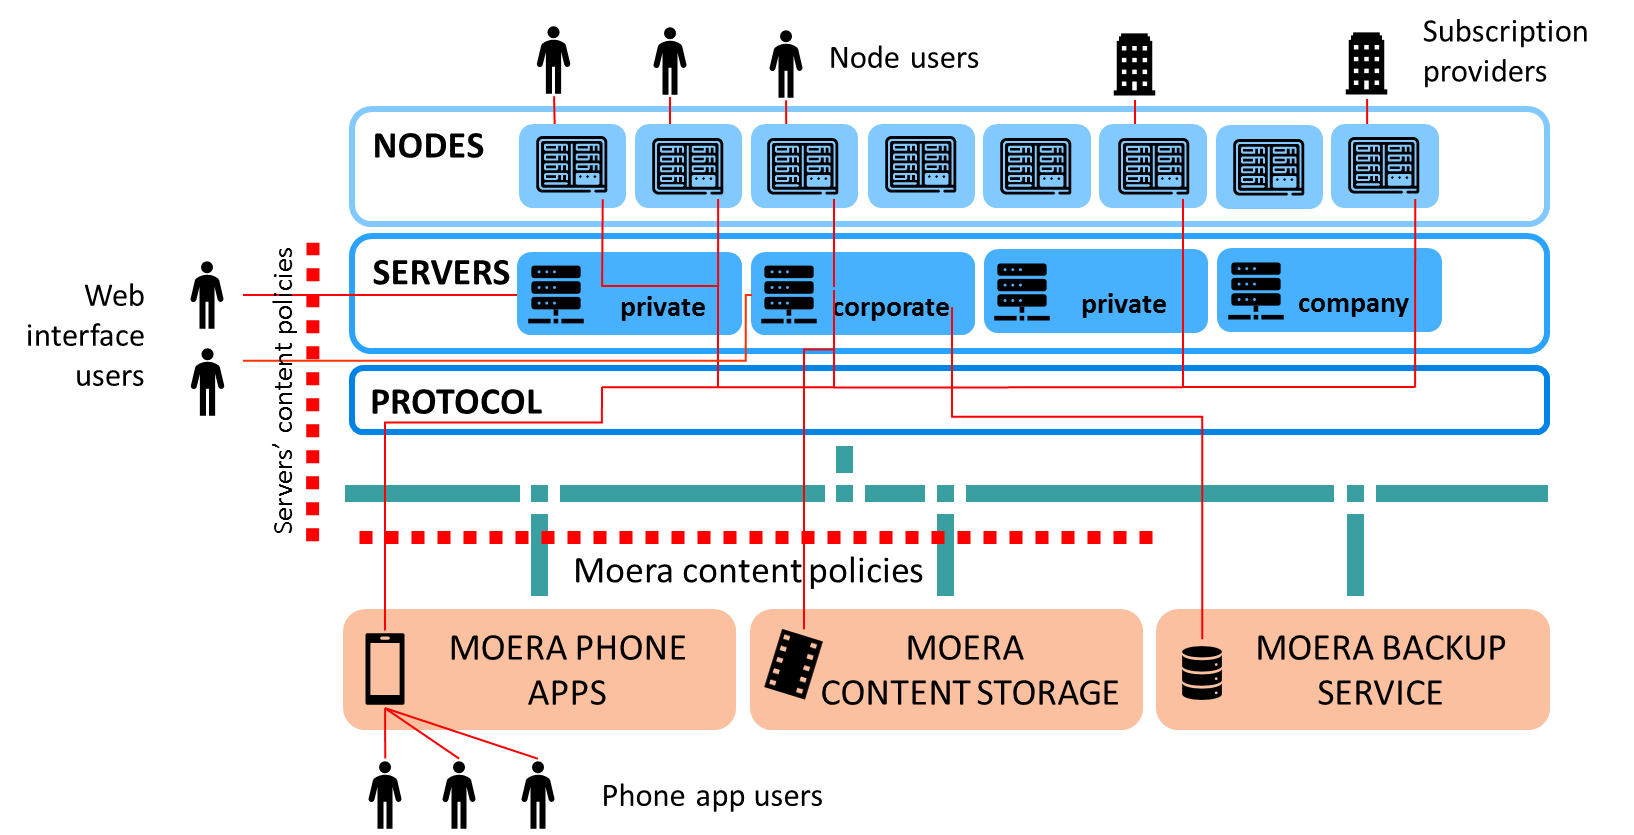 Node users
Subscription
providers
NODES
SERVERS
private
corporate
private
company
Web
interface
users
Servers’ content policies
PROTOCOL
Moera content policies
MOERA PHONE
APPS
MOERA
CONTENT STORAGE
MOERA BACKUP
SERVICE
Phone app users